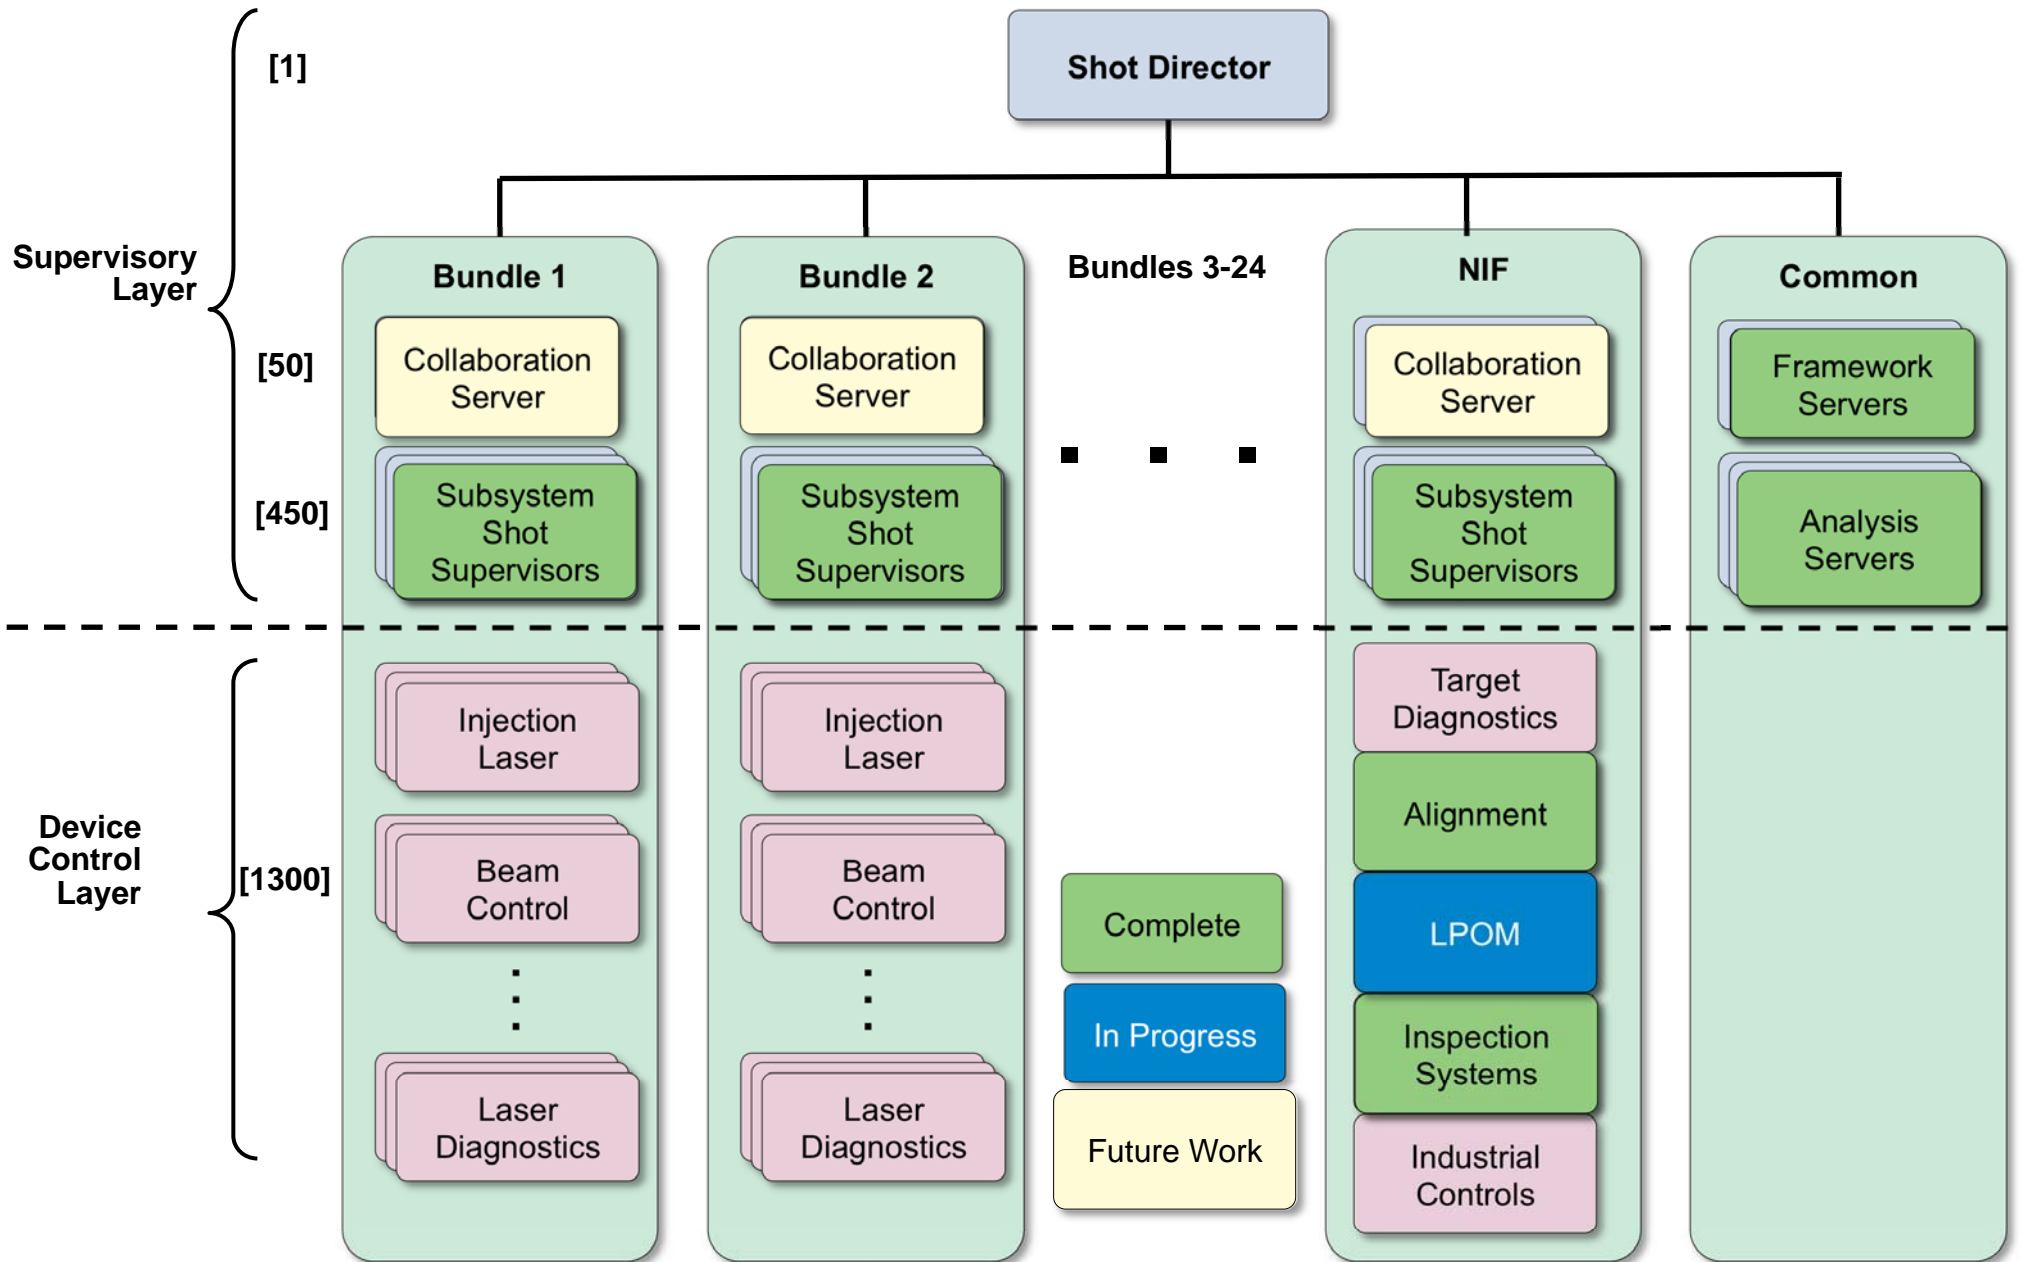 [1]
Shot Director
Supervisory
Layer
[50]
[450]
Bundle 1
Collaboration
Server
Subsystem
Shot
Supervisors
Bundle 2
Collaboration
Server
Subsystem
Shot
Supervisors
Bundles 3-24
NIF
Collaboration
Server
Subsystem
Shot
Supervisors
Common
Framework
Servers
Analysis
Servers
Device
Control
Layer
[1300]
Injection
Laser
Beam
Control
Laser
Diagnostics
Injection
Laser
Beam
Control
Laser
Diagnostics
Complete
In Progress
Future Work
Target
Diagnostics
Alignment
LPOM
Inspection
Systems
Industrial
Controls